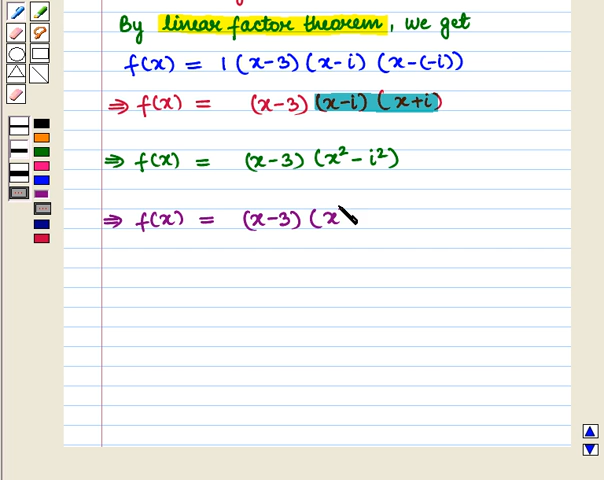 By linear factor theorem, we get
f(x) = 1 (x-3) (x-i) (x-(-i))
⇒ f(x) = (x-3) (x-i) (x+i)
⇒ f(x) = (x-3) (x² - i²)
⇒ f(x) = (x-3) (x